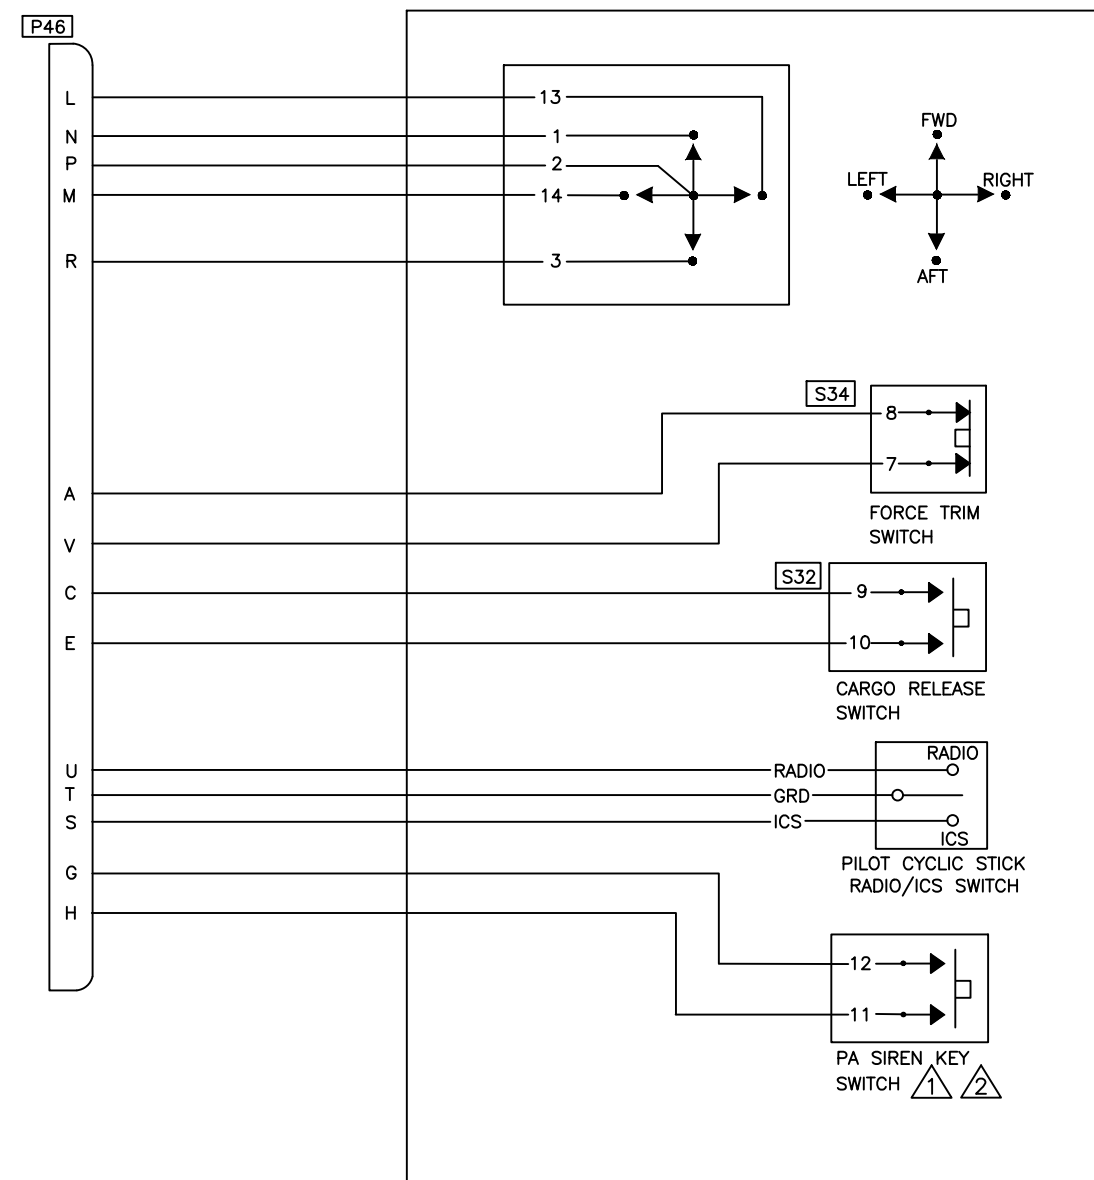 P46
L 13
N 1
P 2
M 14
R 3
FWD
LEFT RIGHT
AFT
S34
8
7
A
FORCE TRIM
SWITCH
V
S32
C 9
E 10
CARGO RELEASE
SWITCH
RADIO
U RADIO
T GRD
S ICS
ICS
PILOT CYCLIC STICK
RADIO/ICS SWITCH
G
H
12
11
PA SIREN KEY
SWITCH 1 2